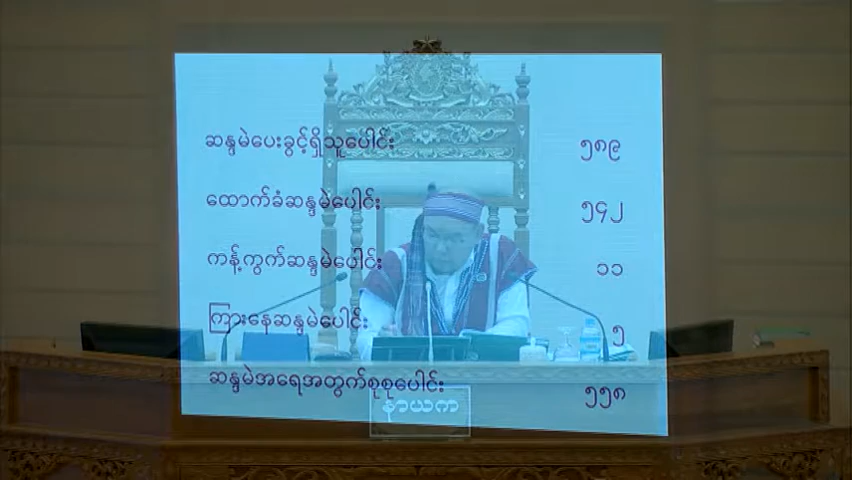 ဆန္ဒမဲပေးခွင့်ရှိသူပေါင်း ၅၈၉
ထောက်ခံဆန္ဒမဲပေါင်း ၅၄၂
ကန့်ကွက်ဆန္ဒမဲပေါင်း ၁၁
ကြားနေဆန္ဒမဲပေါင်း ၅
ဆန္ဒမဲအရေအတွက်စုစုပေါင်း ၅၅၈
နာယက